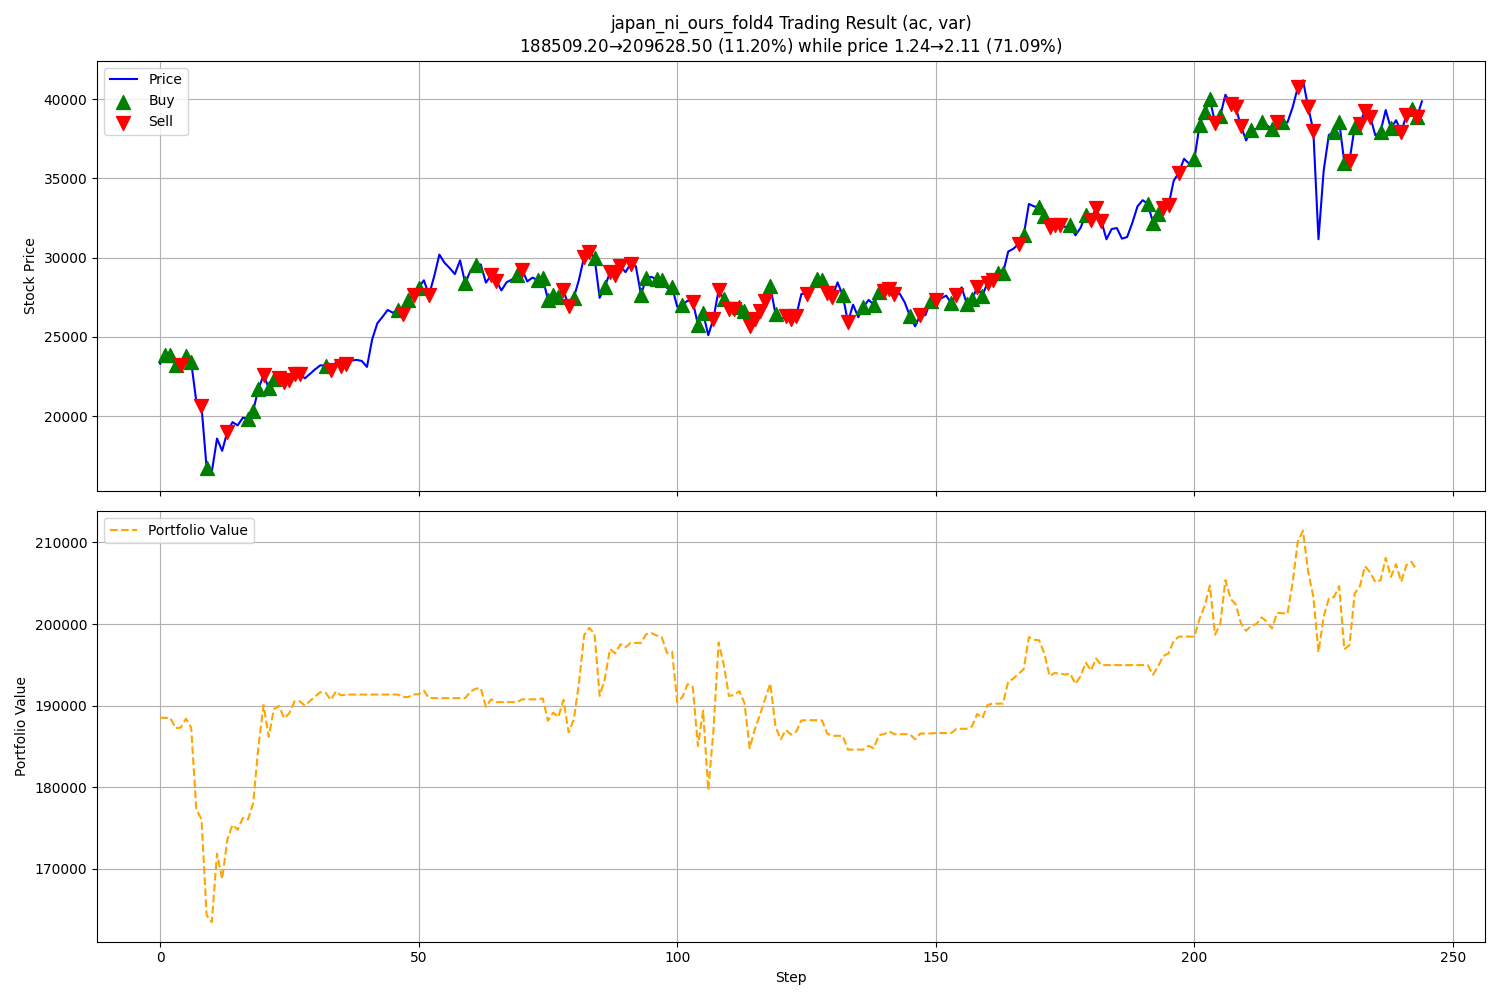 japan_ni_ours_fold4 Trading Result (ac, var)
188509.20→209628.50 (11.20%) while price 1.24→2.11 (71.09%)
Price
Buy
Sell
40000
35000
30000
25000
20000
Stock Price
Portfolio Value
210000
200000
190000
180000
170000
Portfolio Value
0
50
100
150
200
250
Step